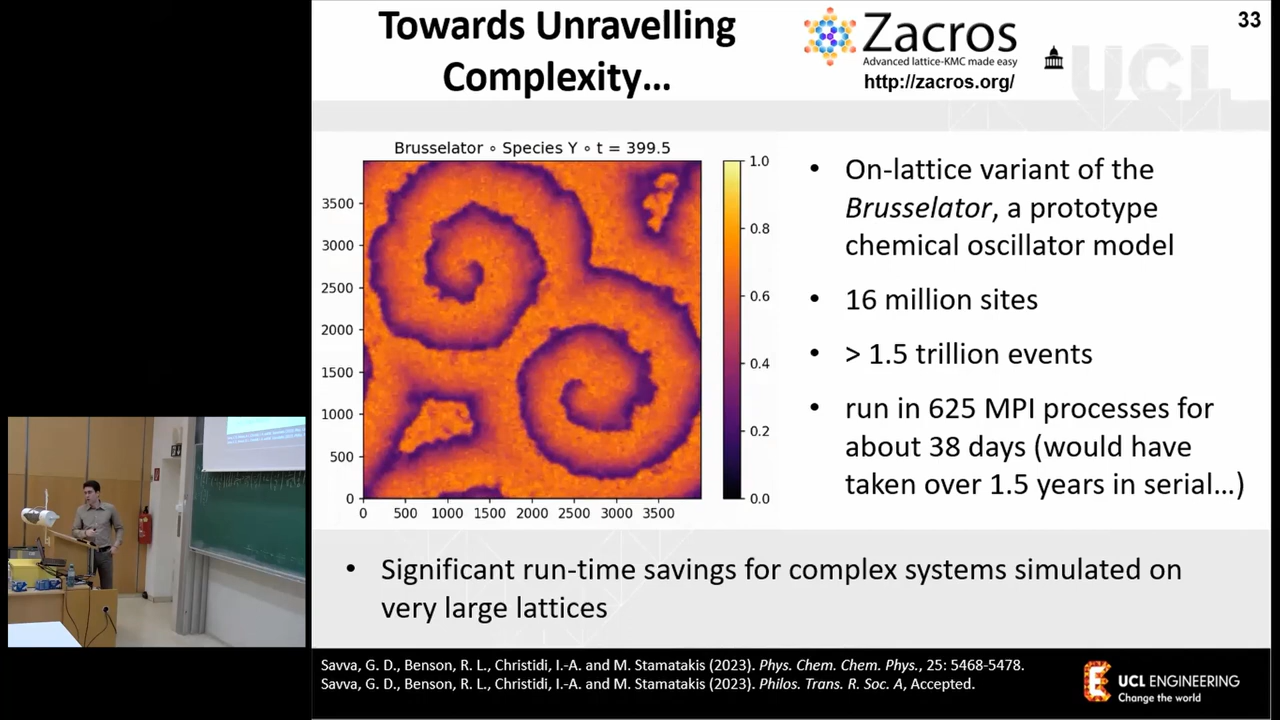 Towards Unravelling
Complexity...
Zacros
Advanced lattice-KMC made easy
http://zacros.org/
UCL
33
Brusselator ∘ Species Y ∘ t = 399.5
3500
3000
2500
2000
1500
1000
500
0
0 500 1000 1500 2000 2500 3000 3500
1.0
0.8
0.6
0.4
0.2
0.0
• On-lattice variant of the
Brusselator, a prototype
chemical oscillator model
• 16 million sites
• > 1.5 trillion events
• run in 625 MPI processes for
about 38 days (would have
taken over 1.5 years in serial...)
• Significant run-time savings for complex systems simulated on
very large lattices
Savva, G. D., Benson, R. L., Christidi, I.-A. and M. Stamatakis (2023). Phys. Chem. Chem. Phys., 25: 5468-5478.
Savva, G. D., Benson, R. L., Christidi, I.-A. and M. Stamatakis (2023). Philos. Trans. R. Soc. A, Accepted.
UCL ENGINEERING
Change the world